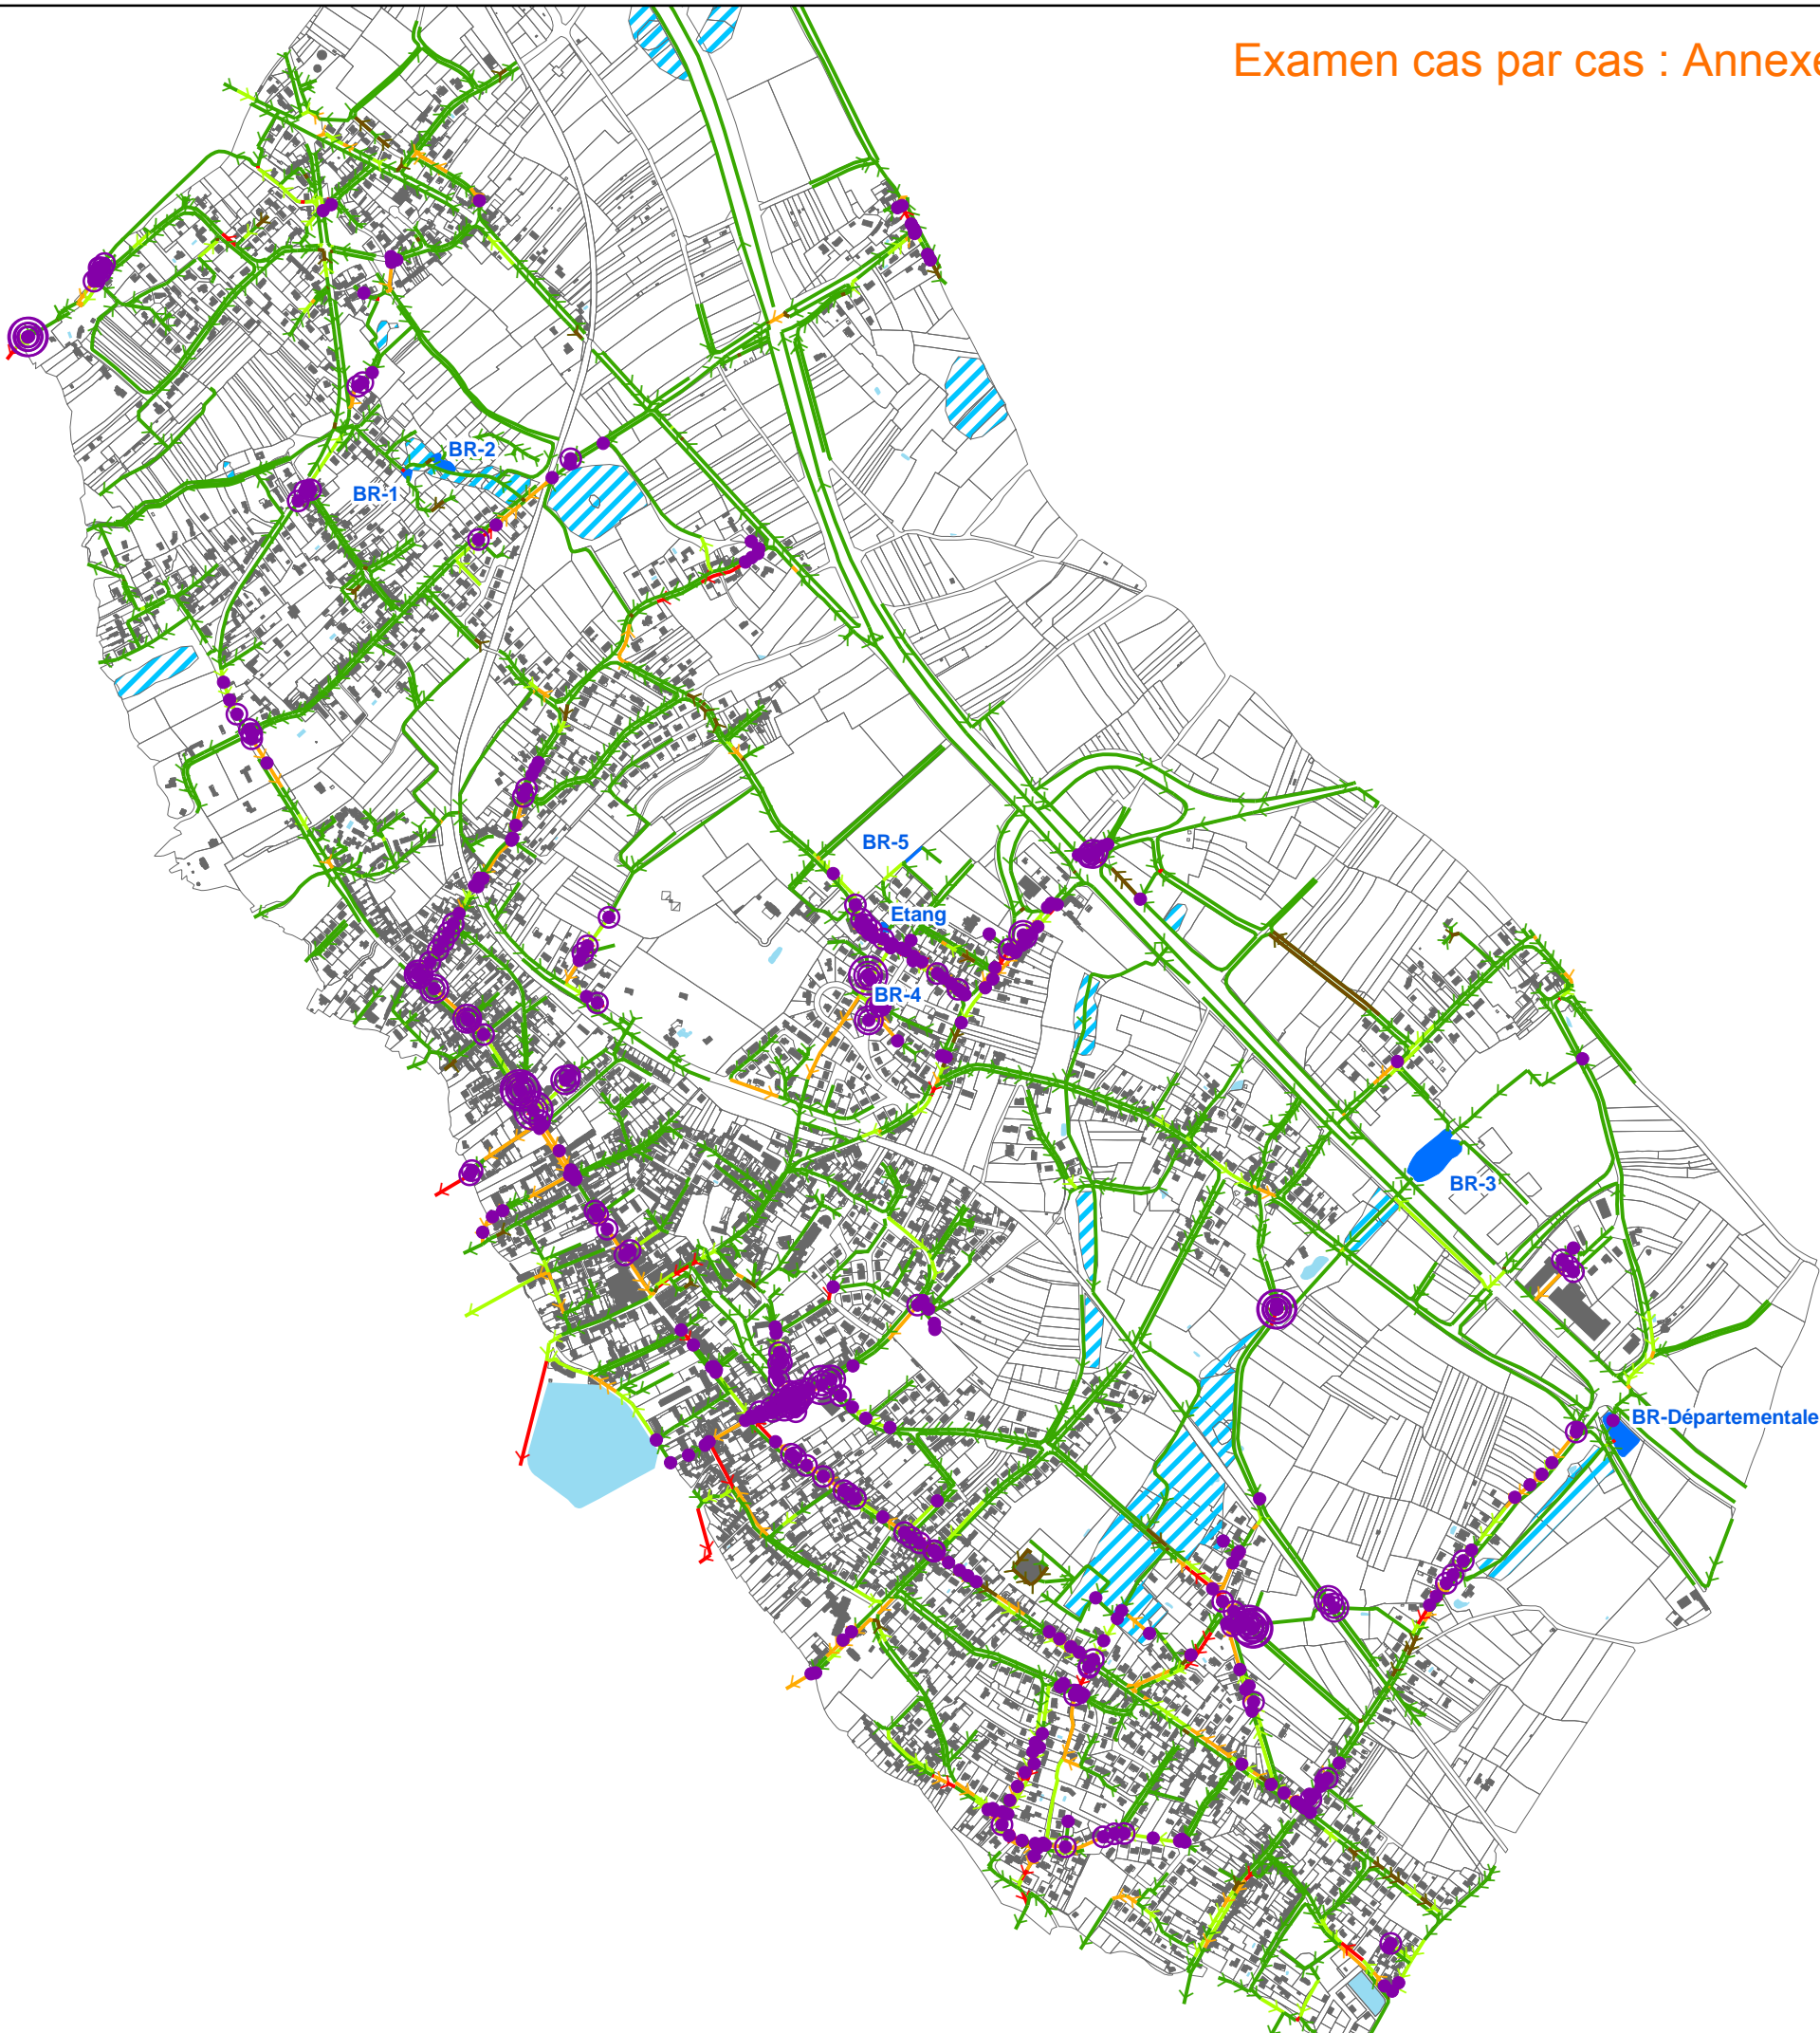 Examen cas par cas : Annexe
BR-2
BR-1
BR-5
Etang
BR-4
BR-3
BR-Départementale